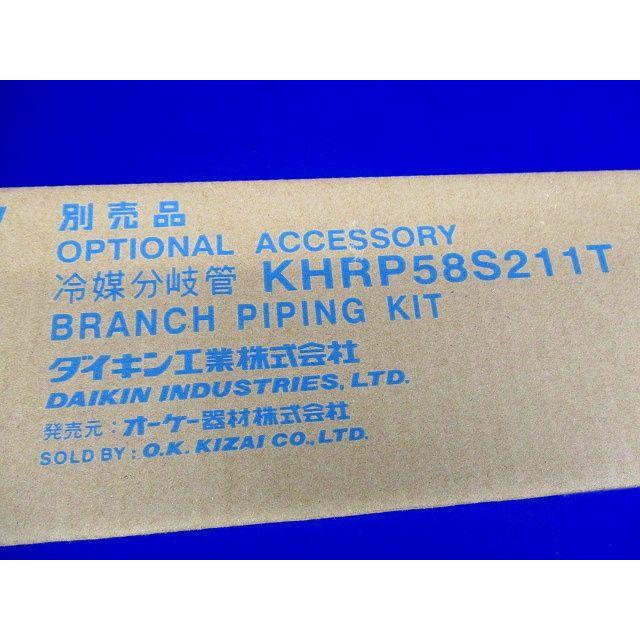 別売品
OPTIONAL ACCESSORY
冷媒分岐管 KHRP58S211T
BRANCH PIPING KIT
ダイキン工業株式会社
DAIKIN INDUSTRIES, LTD.
発売元：オーケー器材株式会社
SOLD BY : O.K. KIZAI CO., LTD.